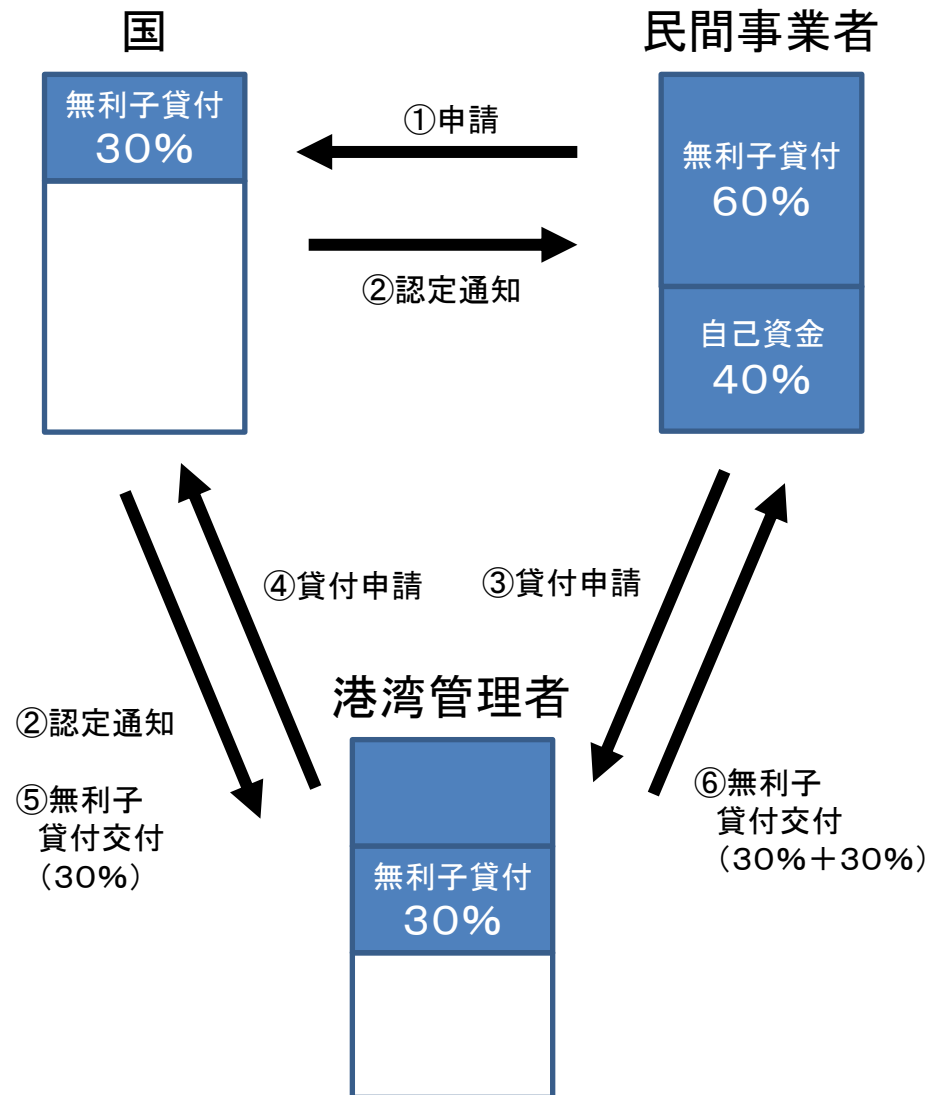 国
民間事業者
無利子貸付
30%
①申請
無利子貸付
60%
②認定通知
自己資金
40%
④貸付申請
③貸付申請
港湾管理者
②認定通知
⑤無利子
貸付交付
(30%)
⑥無利子
貸付交付
(30%+30%)
無利子貸付
30%